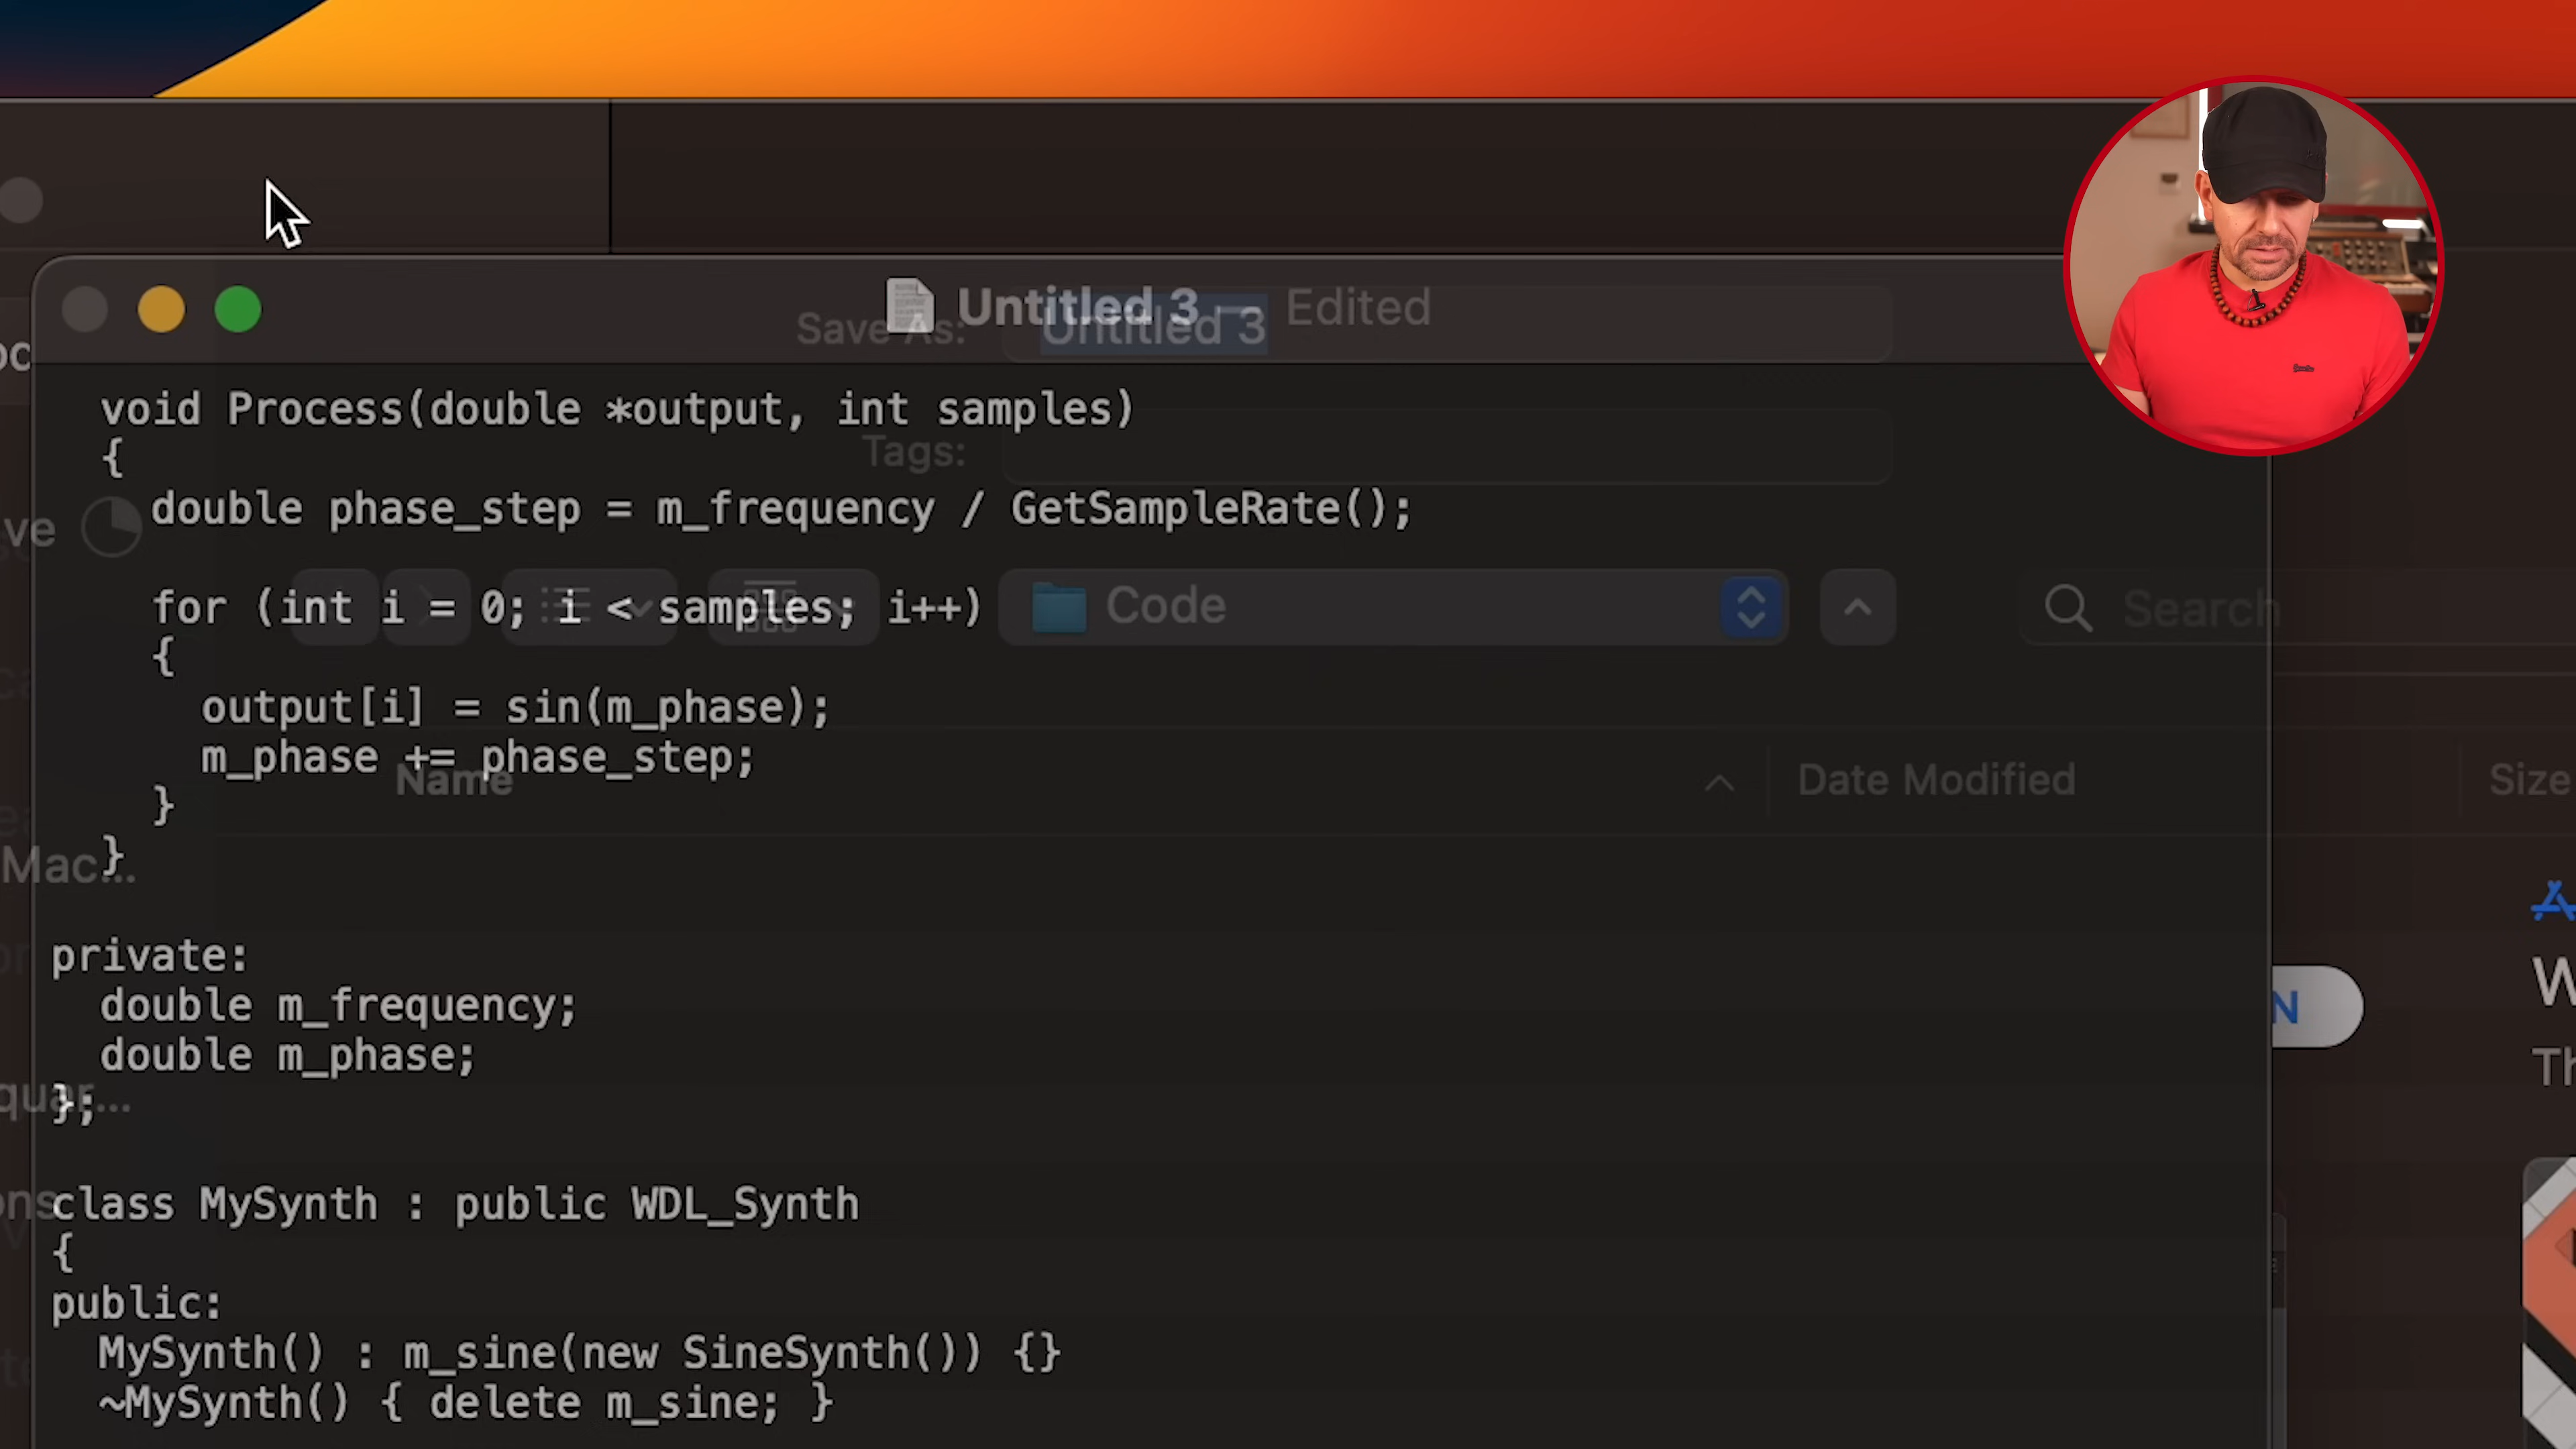 Untitled 3 — Edited
Save As: Untitled 3
void Process(double *output, int samples)
{
Tags:
double phase_step = m_frequency / GetSampleRate();
ve
for (int i = 0; i < samples; i++)
Code
Search
{
output[i] = sin(m_phase);
m_phase += phase_step;
Name
Date Modified
Size
}
}
Mac...
private:
double m_frequency;
double m_phase;
};
quar...
class MySynth : public WDL_Synth
{
public:
MySynth() : m_sine(new SineSynth()) {}
~MySynth() { delete m_sine; }